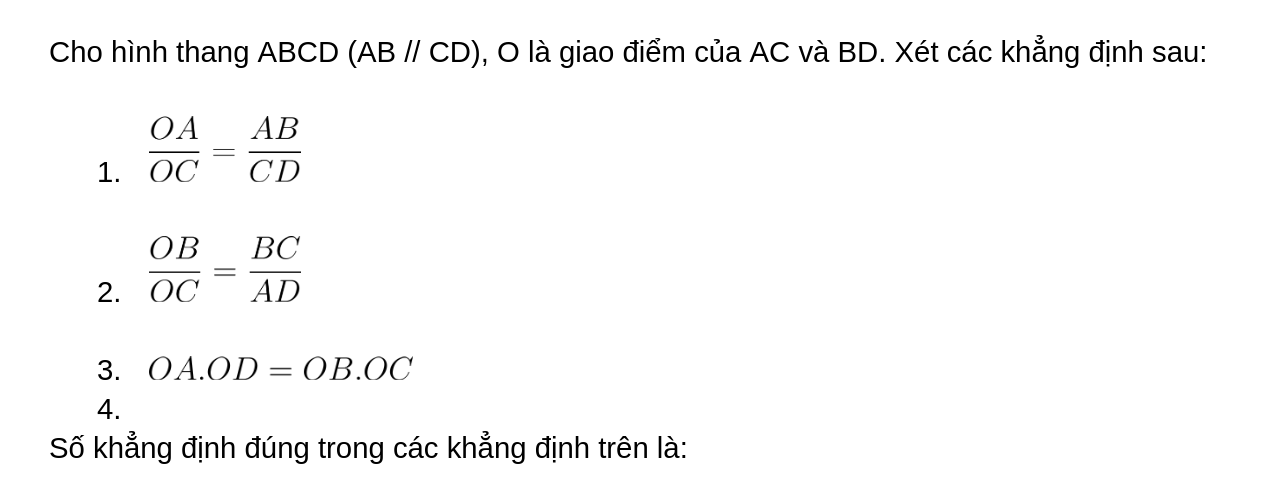 Cho hình thang ABCD (AB // CD), O là giao điểm của AC và BD. Xét các khẳng định sau:
1. \frac{OA}{OC} = \frac{AB}{CD}
2. \frac{OB}{OC} = \frac{BC}{AD}
3. OA.OD = OB.OC
4.
Số khẳng định đúng trong các khẳng định trên là: